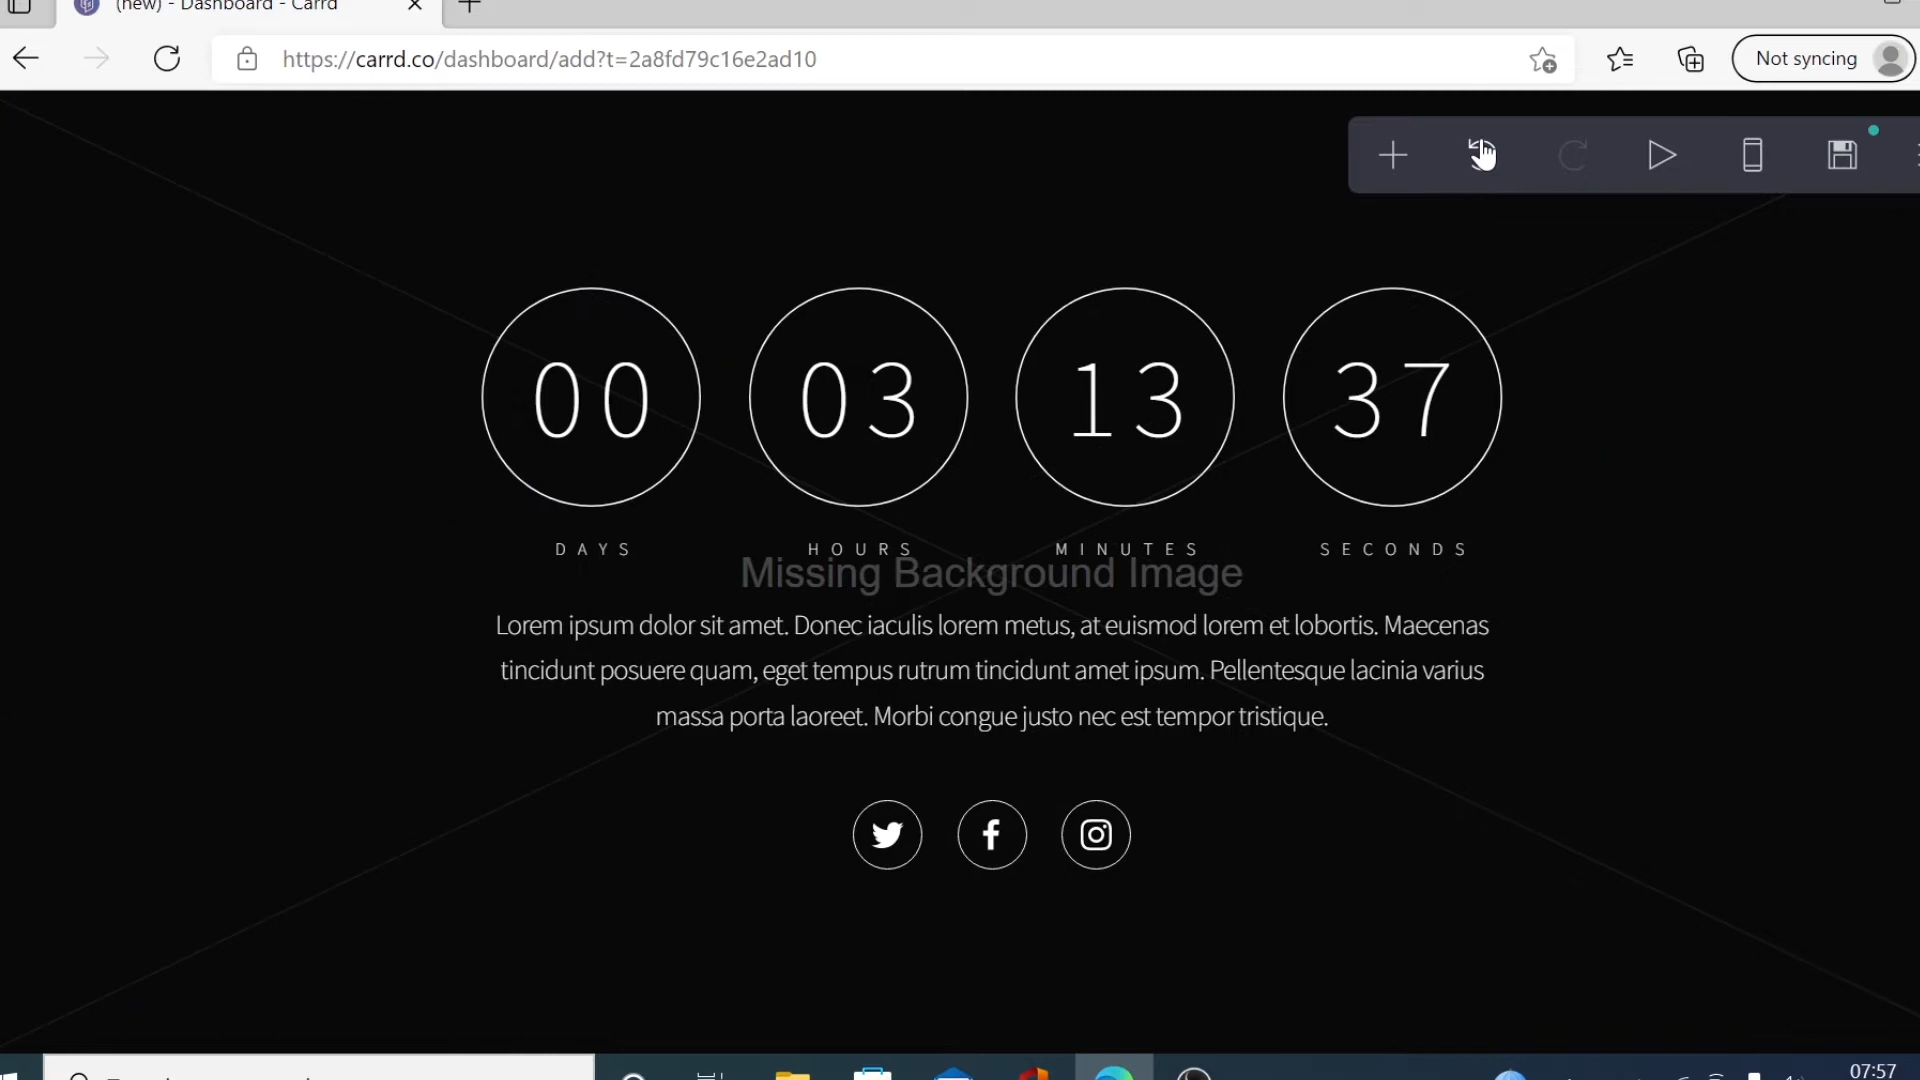 (new) - Dashboard - Carrd
https://carrd.co/dashboard/add?t=2a8fd79c16e2ad10
Not syncing
00 03 13 37
DAYS HOURS MINUTES SECONDS
Missing Background Image
Lorem ipsum dolor sit amet. Donec iaculis lorem metus, at euismod lorem et lobortis. Maecenas
tincidunt posuere quam, eget tempus rutrum tincidunt amet ipsum. Pellentesque lacinia varius
massa porta laoreet. Morbi congue justo nec est tempor tristique.
07:57